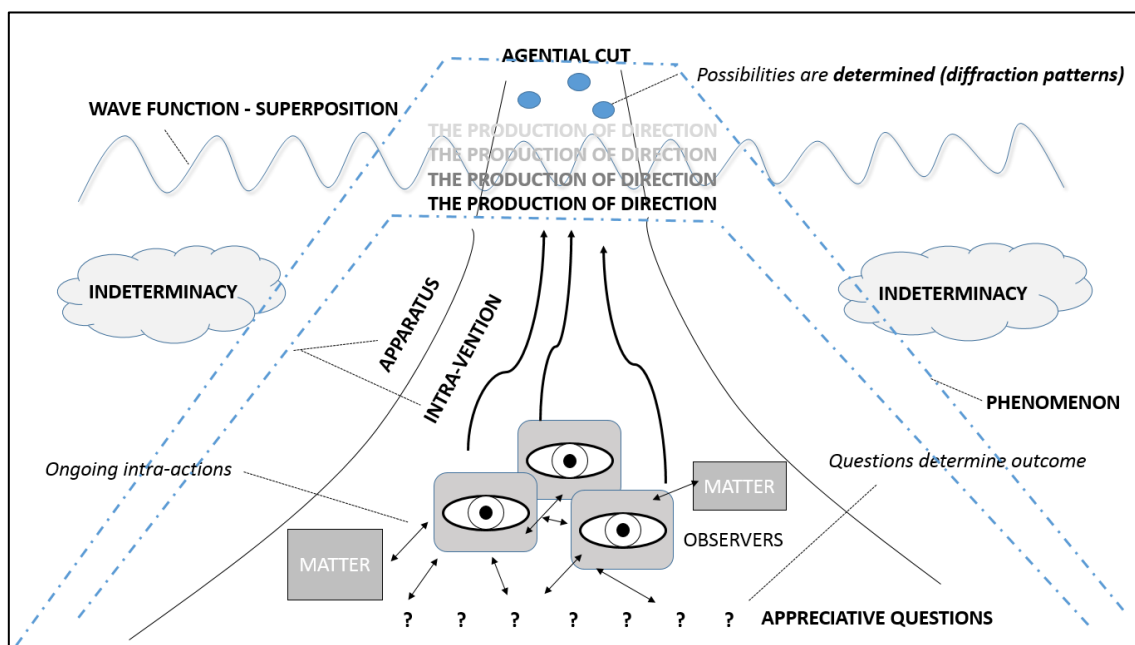 AGENTIAL CUT
Possibilities are determined (diffraction patterns)
WAVE FUNCTION - SUPERPOSITION
THE PRODUCTION OF DIRECTION
THE PRODUCTION OF DIRECTION
THE PRODUCTION OF DIRECTION
THE PRODUCTION OF DIRECTION
INDETERMINACY
INDETERMINACY
APPARATUS
INTRA-VENTION
PHENOMENON
Ongoing intra-actions
Questions determine outcome
MATTER
OBSERVERS
MATTER
? ? ? ? ? ? ? APPRECIATIVE QUESTIONS